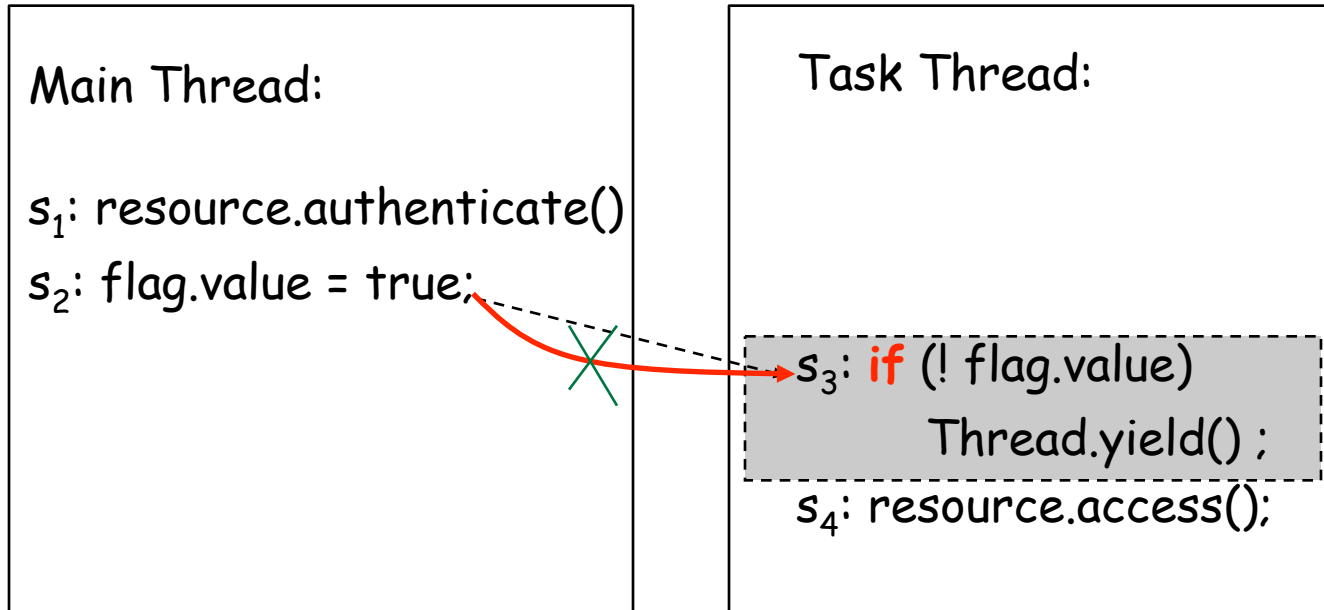 Main Thread:
s₁: resource.authenticate()
s₂: flag.value = true;
Task Thread:
s₃: if (! flag.value)
Thread.yield() ;
s₄: resource.access();